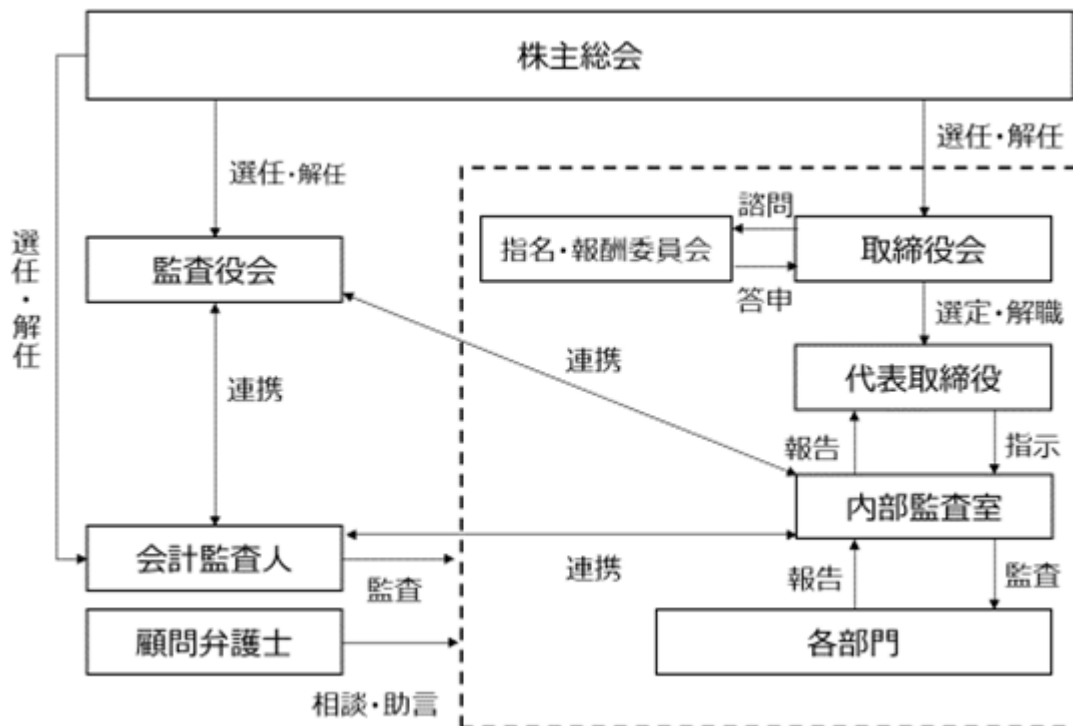 株主総会
選任・解任
選任・解任
選任・解任
諮問
指名・報酬委員会
取締役会
監査役会
答申
選定・解職
連携
代表取締役
連携
報告
指示
内部監査室
会計監査人
連携
監査
報告
監査
顧問弁護士
各部門
相談・助言